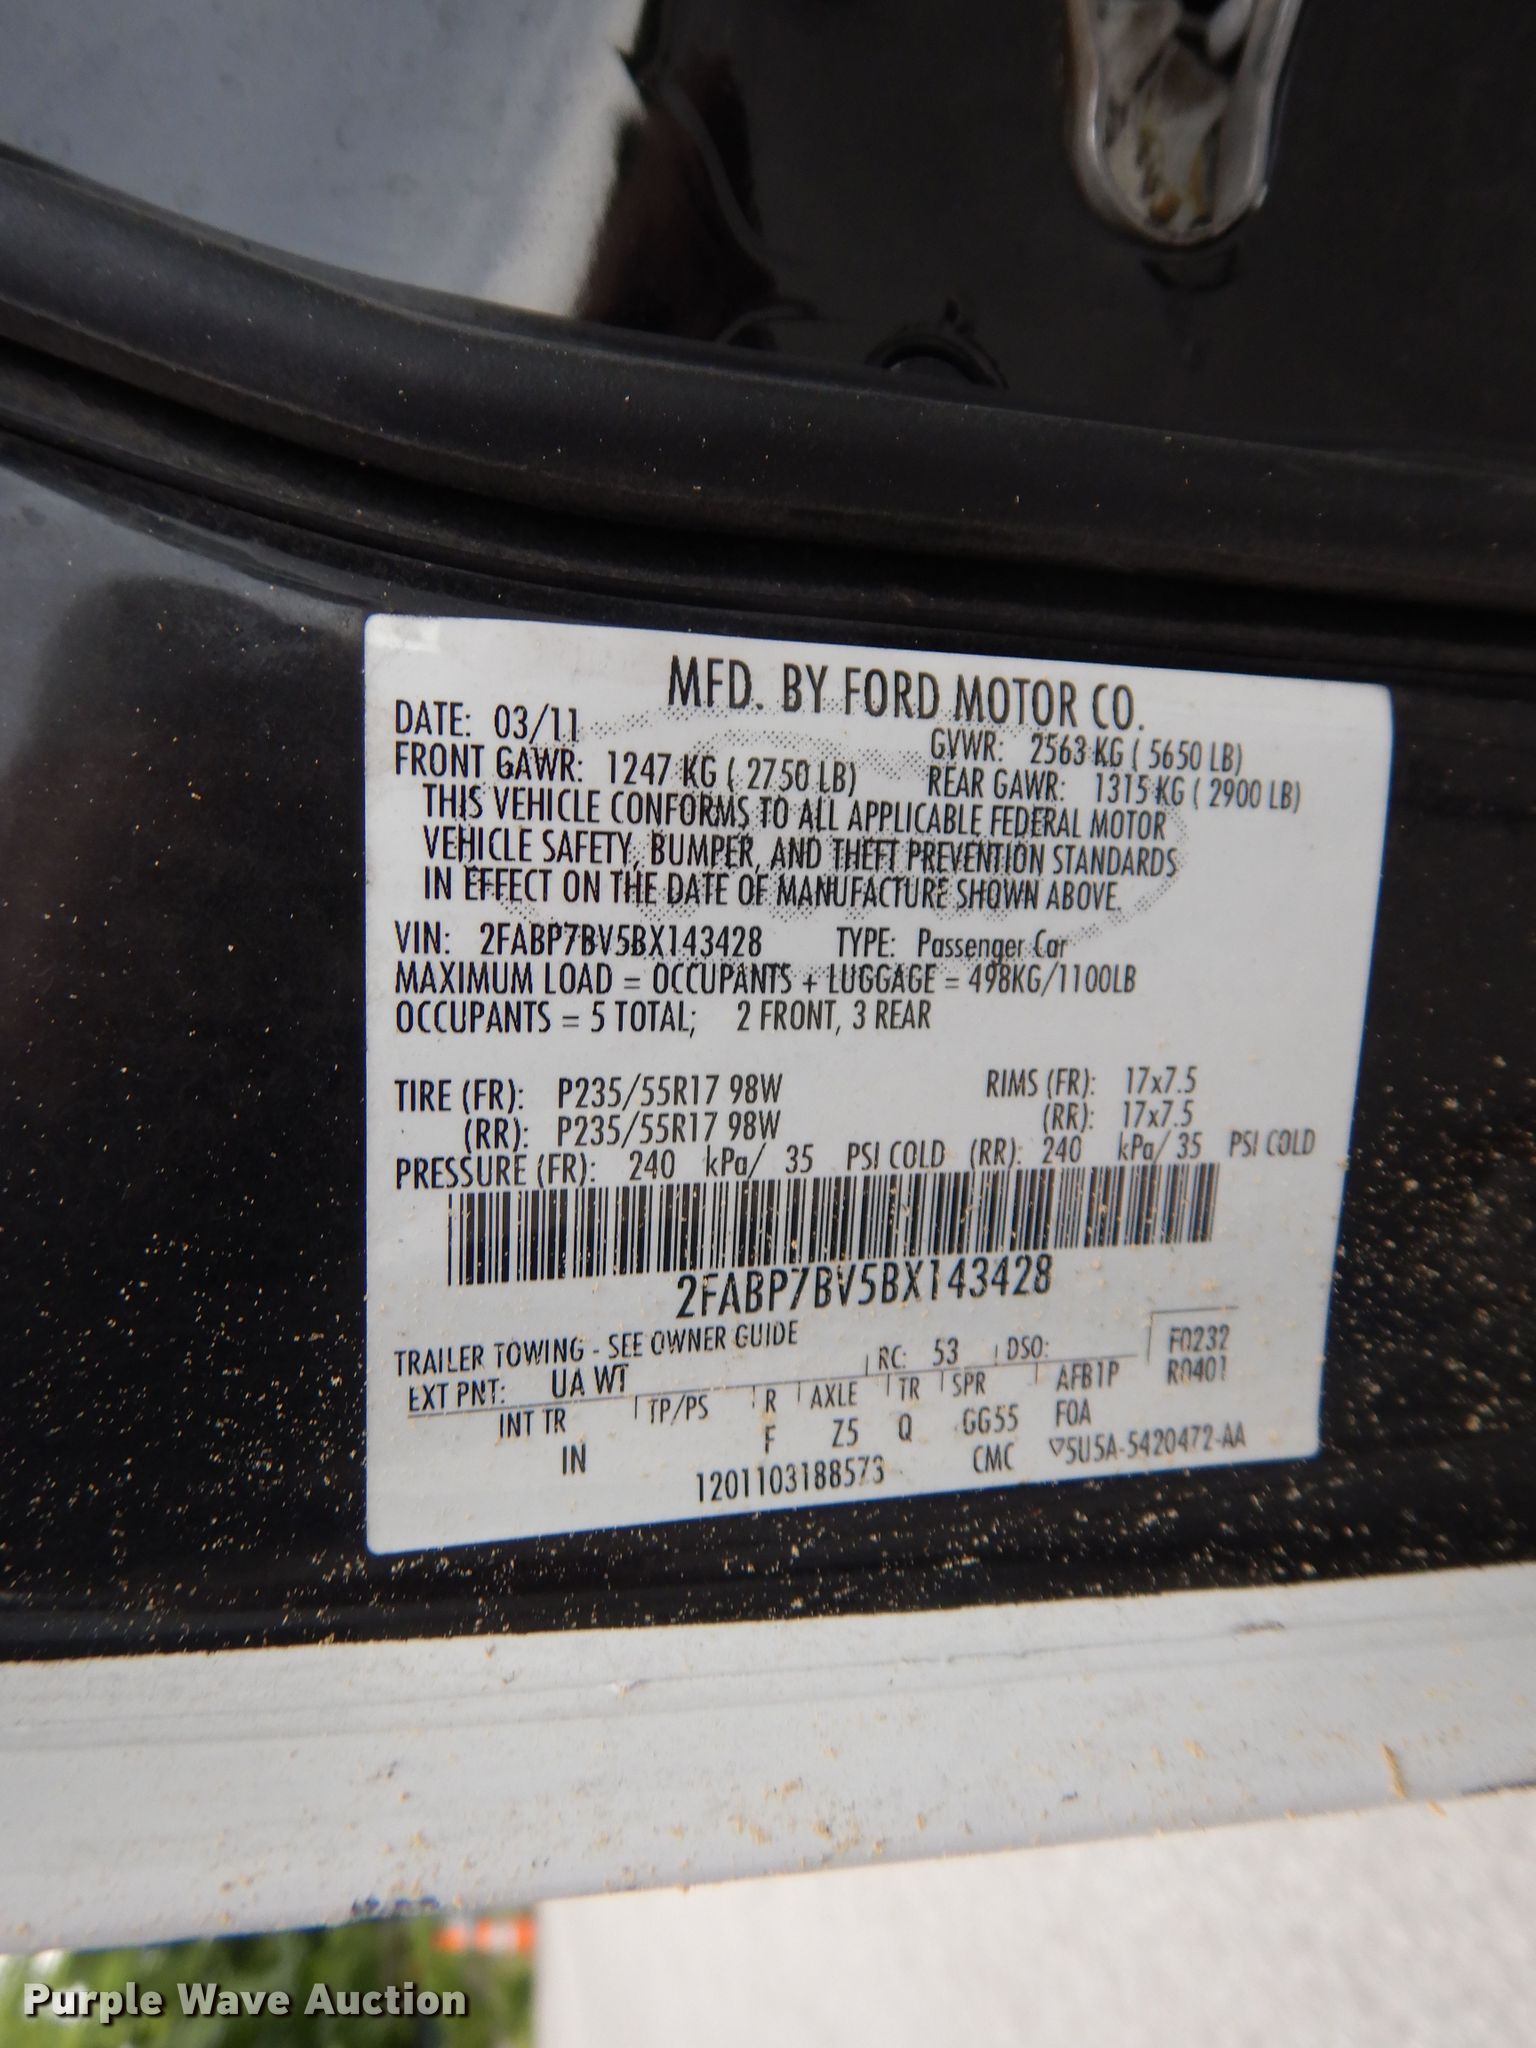 MFD. BY FORD MOTOR CO.
DATE: 03/11 GVWR: 2563 KG ( 5650 LB)
FRONT GAWR: 1247 KG ( 2750 LB) REAR GAWR: 1315 KG ( 2900 LB)
THIS VEHICLE CONFORMS TO ALL APPLICABLE FEDERAL MOTOR
VEHICLE SAFETY, BUMPER, AND THEFT PREVENTION STANDARDS
IN EFFECT ON THE DATE OF MANUFACTURE SHOWN ABOVE.
VIN: 2FABP7BV5BX143428 TYPE: Passenger Car
MAXIMUM LOAD = OCCUPANTS + LUGGAGE = 498KG/1100LB
OCCUPANTS = 5 TOTAL; 2 FRONT, 3 REAR
TIRE (FR): P235/55R17 98W RIMS (FR): 17x7.5
(RR): P235/55R17 98W (RR): 17x7.5
PRESSURE (FR): 240 kPa/ 35 PSI COLD (RR): 240 kPa/ 35 PSI COLD
2FABP7BV5BX143428
TRAILER TOWING - SEE OWNER GUIDE
EXT PNT: UA WT RC: 53 DSO: F0232
INT TR TP/PS R AXLE TR SPR AFB1P R0401
IN F Z5 Q GG55 FOA
1201103188573 CMC ▽5U5A-5420472-AA
Purple Wave Auction